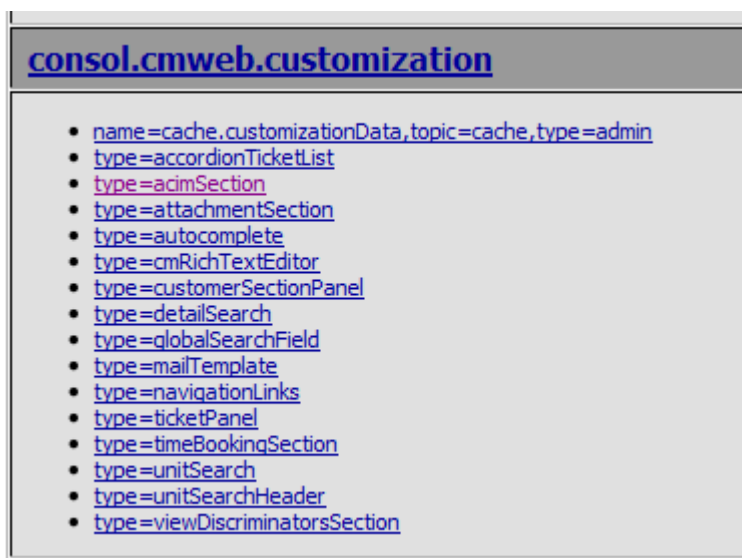 consol.cmweb.customization
name=cache.customizationData,topic=cache,type=admin
type=accordionTicketList
type=acimSection
type=attachmentSection
type=autocomplete
type=cmRichTextEditor
type=customerSectionPanel
type=detailSearch
type=globalSearchField
type=mailTemplate
type=navigationLinks
type=ticketPanel
type=timeBookingSection
type=unitSearch
type=unitSearchHeader
type=viewDiscriminatorsSection